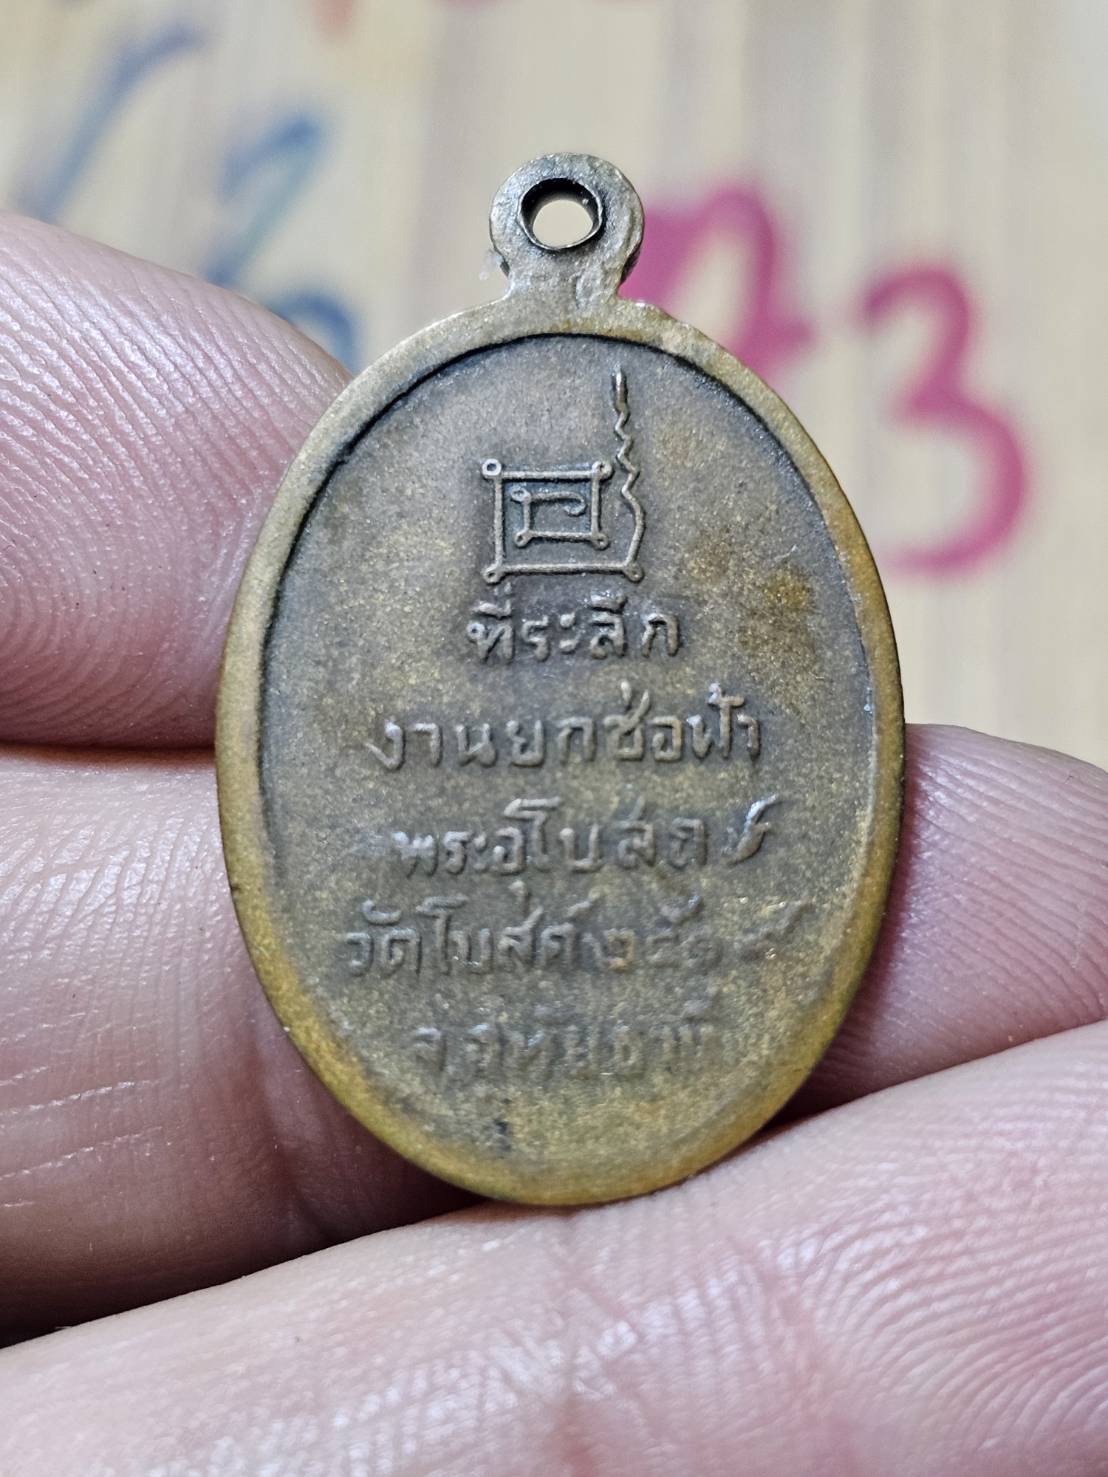 ที่ระลึก
งานยกช่อฟ้า
พระอุโบสถ
วัดโบสถ์
จ.อุทัยธานี
73